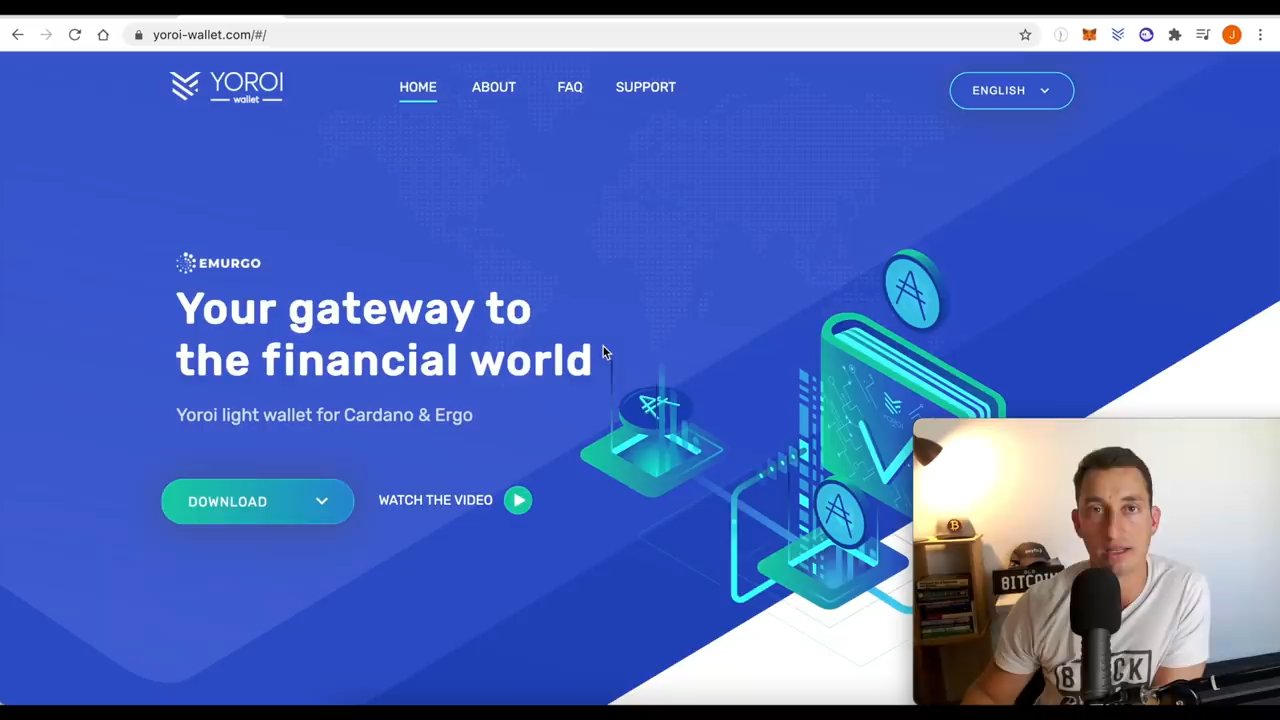 yoroi-wallet.com/#/
J
YOROI
wallet
HOME
ABOUT
FAQ
SUPPORT
ENGLISH
EMURGO
Your gateway to
the financial world
Yoroi light wallet for Cardano & Ergo
DOWNLOAD
WATCH THE VIDEO
BITCOIN